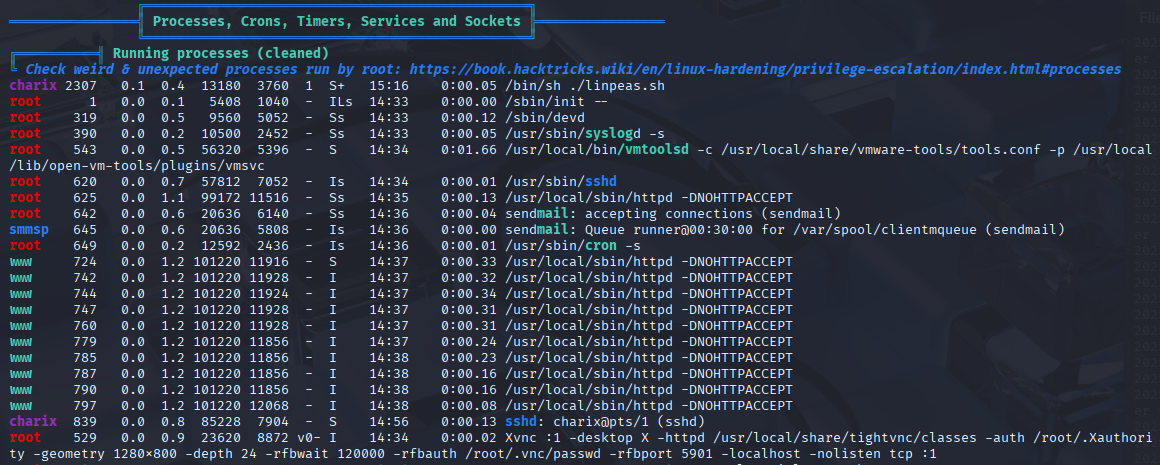 Processes, Crons, Timers, Services and Sockets
Running processes (cleaned)
Check weird & unexpected processes run by root: https://book.hacktricks.wiki/en/linux-hardening/privilege-escalation/index.html#processes
charix 2307 0.1 0.4 13180 3760 1 S+ 15:16 0:00.05 /bin/sh ./linpeas.sh
root 1 0.0 0.1 5408 1040 - ILs 14:33 0:00.00 /sbin/init --
root 319 0.0 0.5 9560 5052 - Ss 14:33 0:00.12 /sbin/devd
root 390 0.0 0.2 10500 2452 - Ss 14:33 0:00.05 /usr/sbin/syslogd -s
root 543 0.0 0.5 56320 5396 - S 14:34 0:01.66 /usr/local/bin/vmtoolsd -c /usr/local/share/vmware-tools/tools.conf -p /usr/local
/lib/open-vm-tools/plugins/vmsvc
root 620 0.0 0.7 57812 7052 - Is 14:34 0:00.01 /usr/sbin/sshd
root 625 0.0 1.1 99172 11516 - Ss 14:35 0:00.13 /usr/local/sbin/httpd -DNOHTTPACCEPT
root 642 0.0 0.6 20636 6140 - Ss 14:36 0:00.04 sendmail: accepting connections (sendmail)
smmsp 645 0.0 0.6 20636 5808 - Is 14:36 0:00.00 sendmail: Queue runner@00:30:00 for /var/spool/clientmqueue (sendmail)
root 649 0.0 0.2 12592 2436 - Is 14:36 0:00.01 /usr/sbin/cron -s
www 724 0.0 1.2 101220 11916 - S 14:37 0:00.33 /usr/local/sbin/httpd -DNOHTTPACCEPT
www 742 0.0 1.2 101220 11928 - I 14:37 0:00.32 /usr/local/sbin/httpd -DNOHTTPACCEPT
www 744 0.0 1.2 101220 11924 - I 14:37 0:00.34 /usr/local/sbin/httpd -DNOHTTPACCEPT
www 747 0.0 1.2 101220 11928 - I 14:37 0:00.31 /usr/local/sbin/httpd -DNOHTTPACCEPT
www 760 0.0 1.2 101220 11928 - I 14:37 0:00.31 /usr/local/sbin/httpd -DNOHTTPACCEPT
www 779 0.0 1.2 101220 11856 - I 14:37 0:00.24 /usr/local/sbin/httpd -DNOHTTPACCEPT
www 785 0.0 1.2 101220 11856 - I 14:38 0:00.23 /usr/local/sbin/httpd -DNOHTTPACCEPT
www 787 0.0 1.2 101220 11856 - I 14:38 0:00.16 /usr/local/sbin/httpd -DNOHTTPACCEPT
www 790 0.0 1.2 101220 11856 - I 14:38 0:00.16 /usr/local/sbin/httpd -DNOHTTPACCEPT
www 797 0.0 1.2 101220 12068 - I 14:38 0:00.08 /usr/local/sbin/httpd -DNOHTTPACCEPT
charix 839 0.0 0.8 85228 7904 - S 14:56 0:00.13 sshd: charix@pts/1 (sshd)
root 529 0.0 0.9 23620 8872 v0- I 14:34 0:00.02 Xvnc :1 -desktop X -httpd /usr/local/share/tightvnc/classes -auth /root/.Xauthori
ty -geometry 1280×800 -depth 24 -rfbwait 120000 -rfbauth /root/.vnc/passwd -rfbport 5901 -localhost -nolisten tcp :1